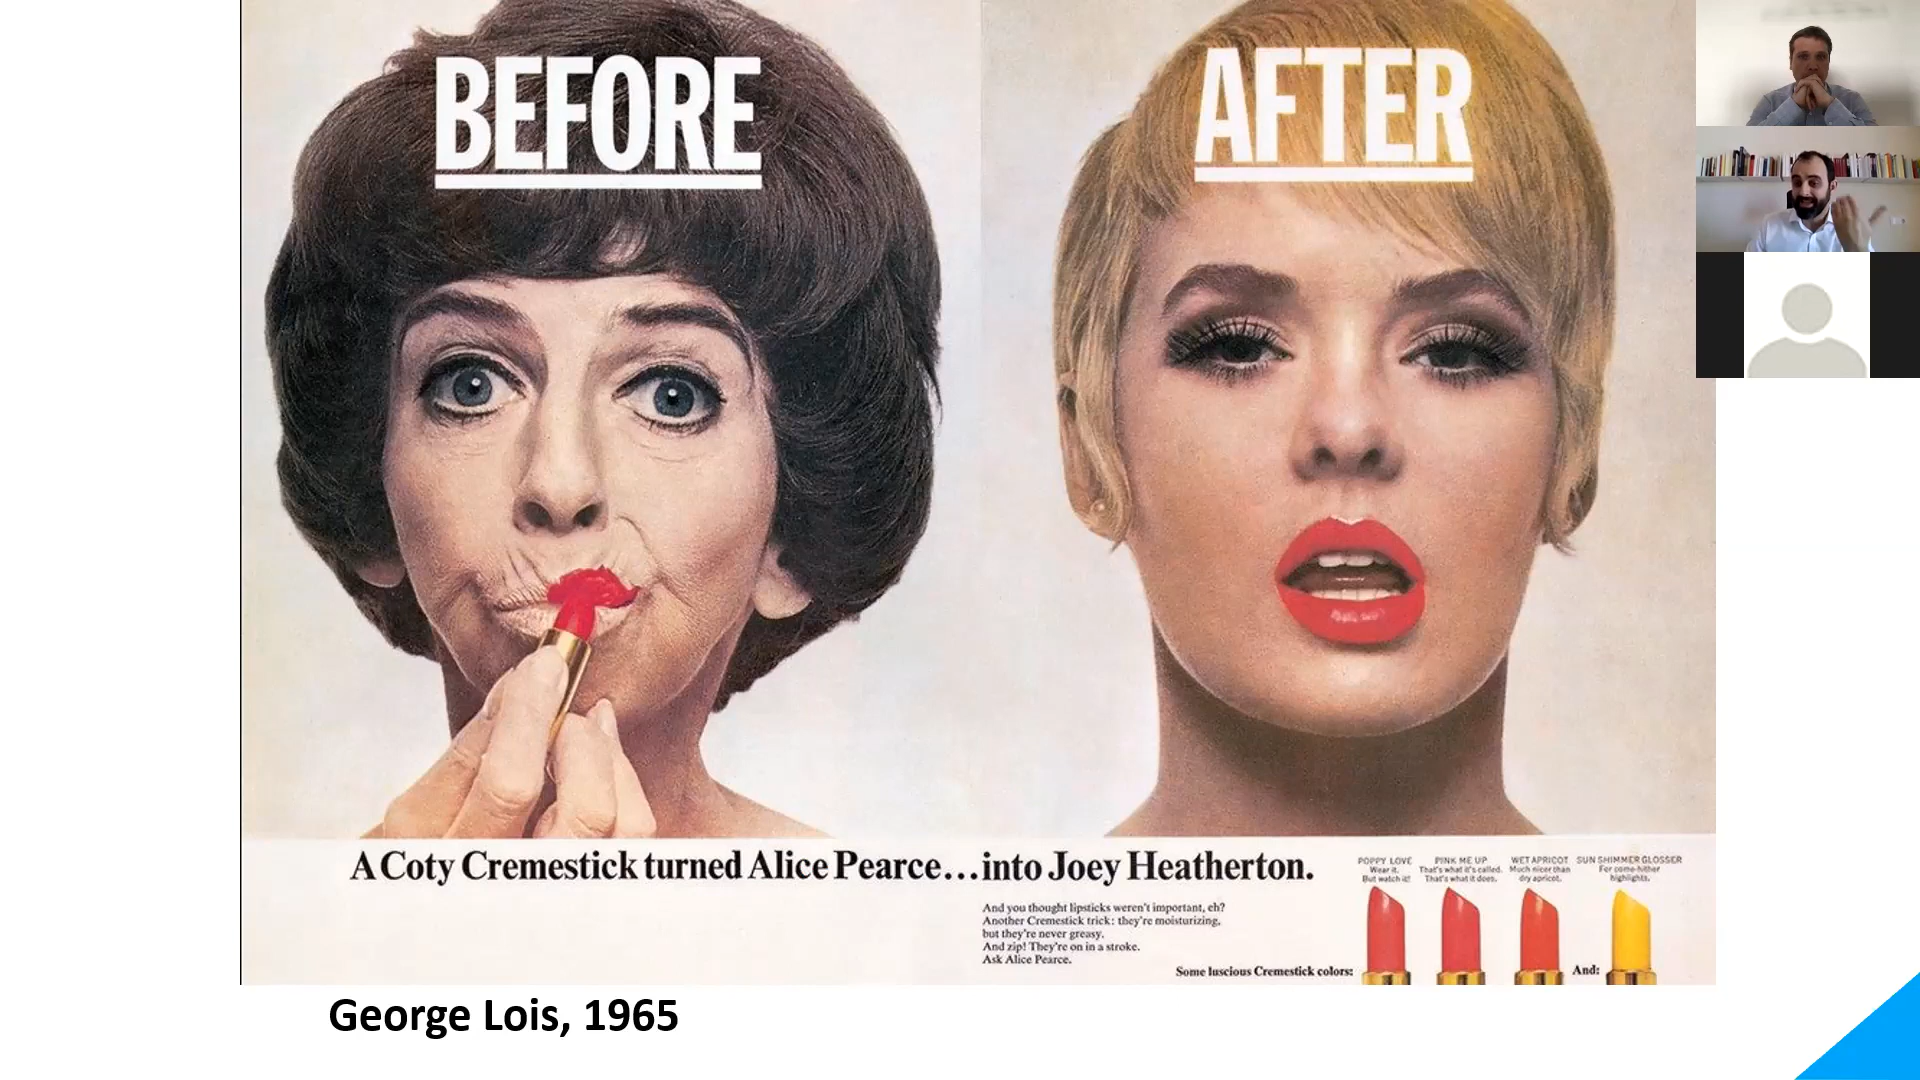 BEFORE
AFTER
A Coty Cremestick turned Alice Pearce...into Joey Heatherton.
And you thought lipsticks weren't important, eh?
Another Cremestick trick: they're moisturizing,
but they're never greasy.
And zip! They're on in a stroke.
Ask Alice Pearce.
Some luscious Cremestick colors:
POPPY LOVE
Wear it.
But watch it!
PINK ME UP
That's what it's called.
That's what it does.
WET APRICOT
Much nicer than
dry apricot.
And:
SUN SHIMMER GLOSSER
For come-hither
highlights.
George Lois, 1965